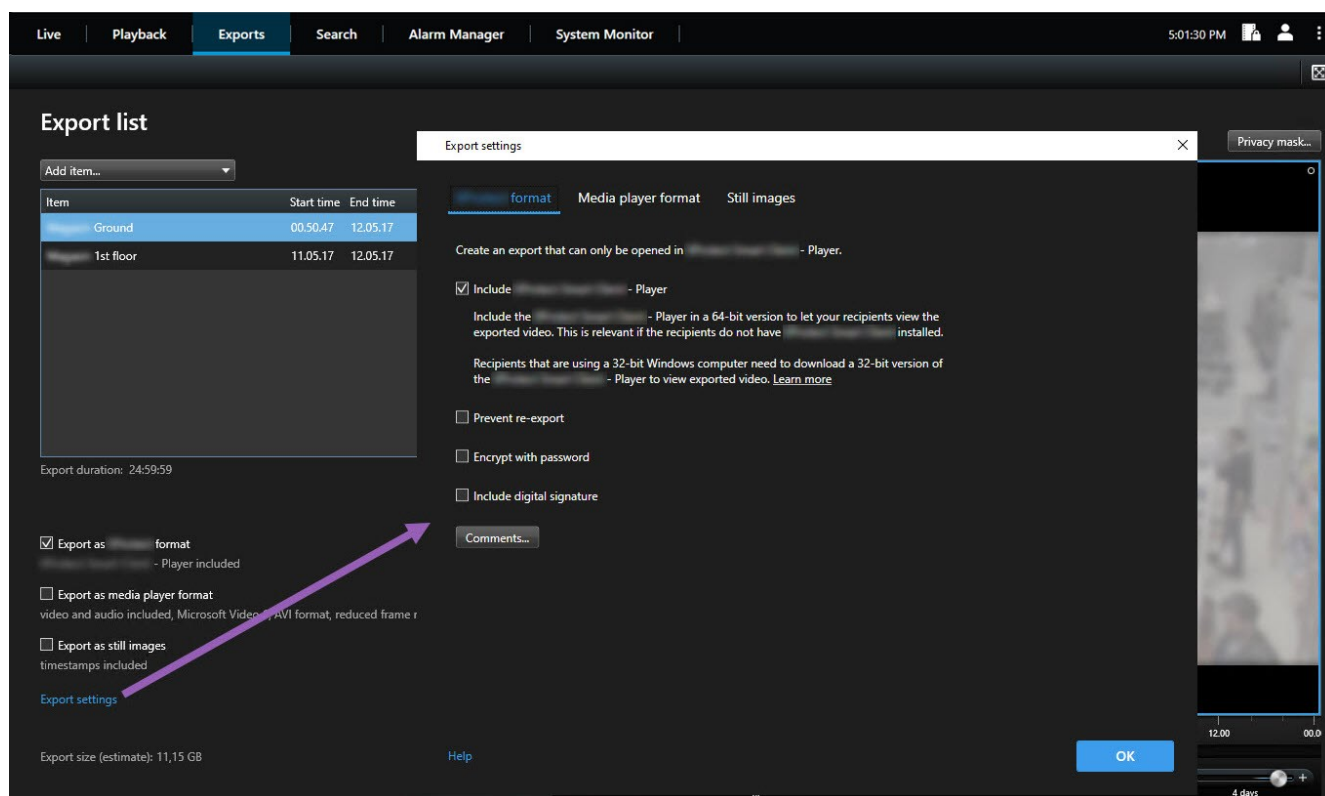 Live Playback Exports Search Alarm Manager System Monitor 5:01:30 PM
Export list
Privacy mask...
Add item...
Item Start time End time
Ground 00.50.47 12.05.17
1st floor 11.05.17 12.05.17
Export duration: 24:59:59
Export as format
- Player included
Export as media player format
video and audio included, Microsoft Video AVI format, reduced frame
Export as still images
timestamps included
Export settings
Export size (estimate): 11,15 GB
Export settings
format Media player format Still images
Create an export that can only be opened in - Player.
Include - Player
Include the - Player in a 64-bit version to let your recipients view the
exported video. This is relevant if the recipients do not have installed.
Recipients that are using a 32-bit Windows computer need to download a 32-bit version of
the - Player to view exported video. Learn more
Prevent re-export
Encrypt with password
Include digital signature
Comments...
Help
OK
12.00 00.0
4 days